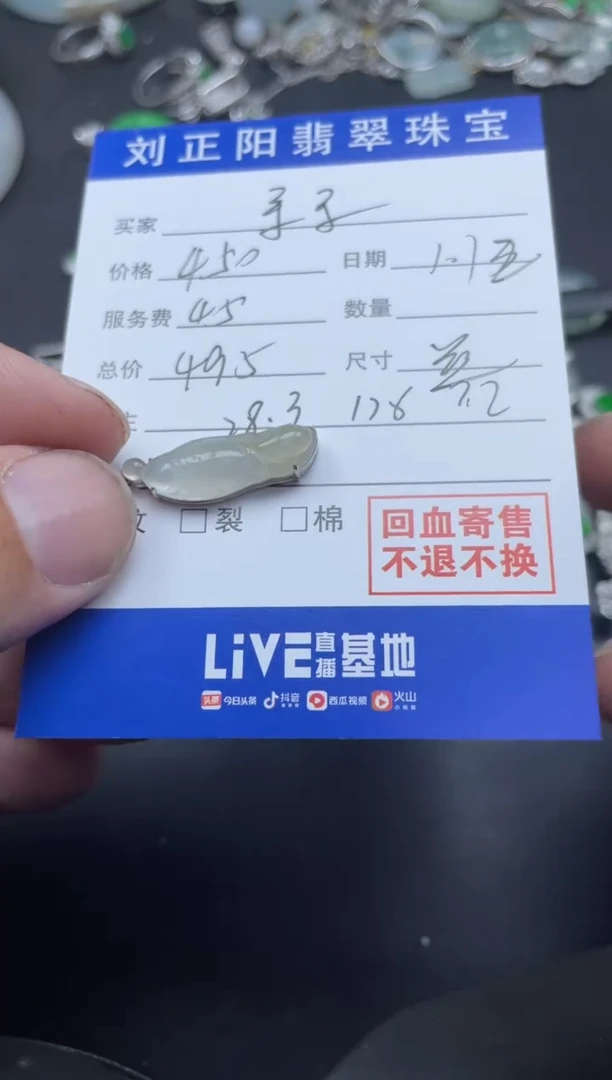 刘正阳翡翠珠宝
买家
价格 450 日期
服务费 45 数量
总价 495 尺寸
28.3 7.2
裂 棉
回血寄售
不退不换
LiVE直播基地
头条 今日头条 抖音 西瓜视频 火山